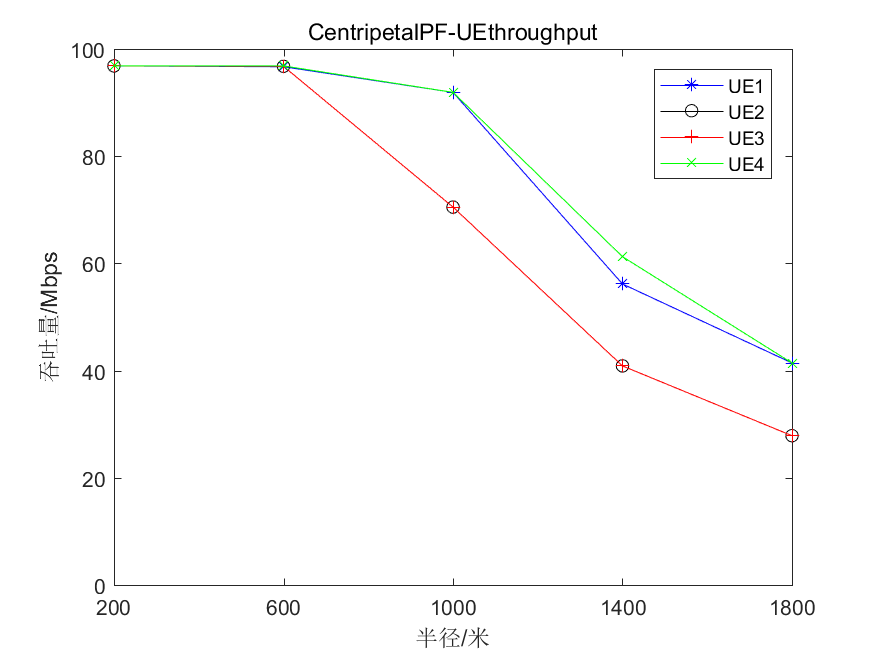 CentripetalPF-UEthroughput
100
80
60
40
20
0
吞吐量/Mbps
UE1
UE2
UE3
UE4
200 600 1000 1400 1800
半径/米